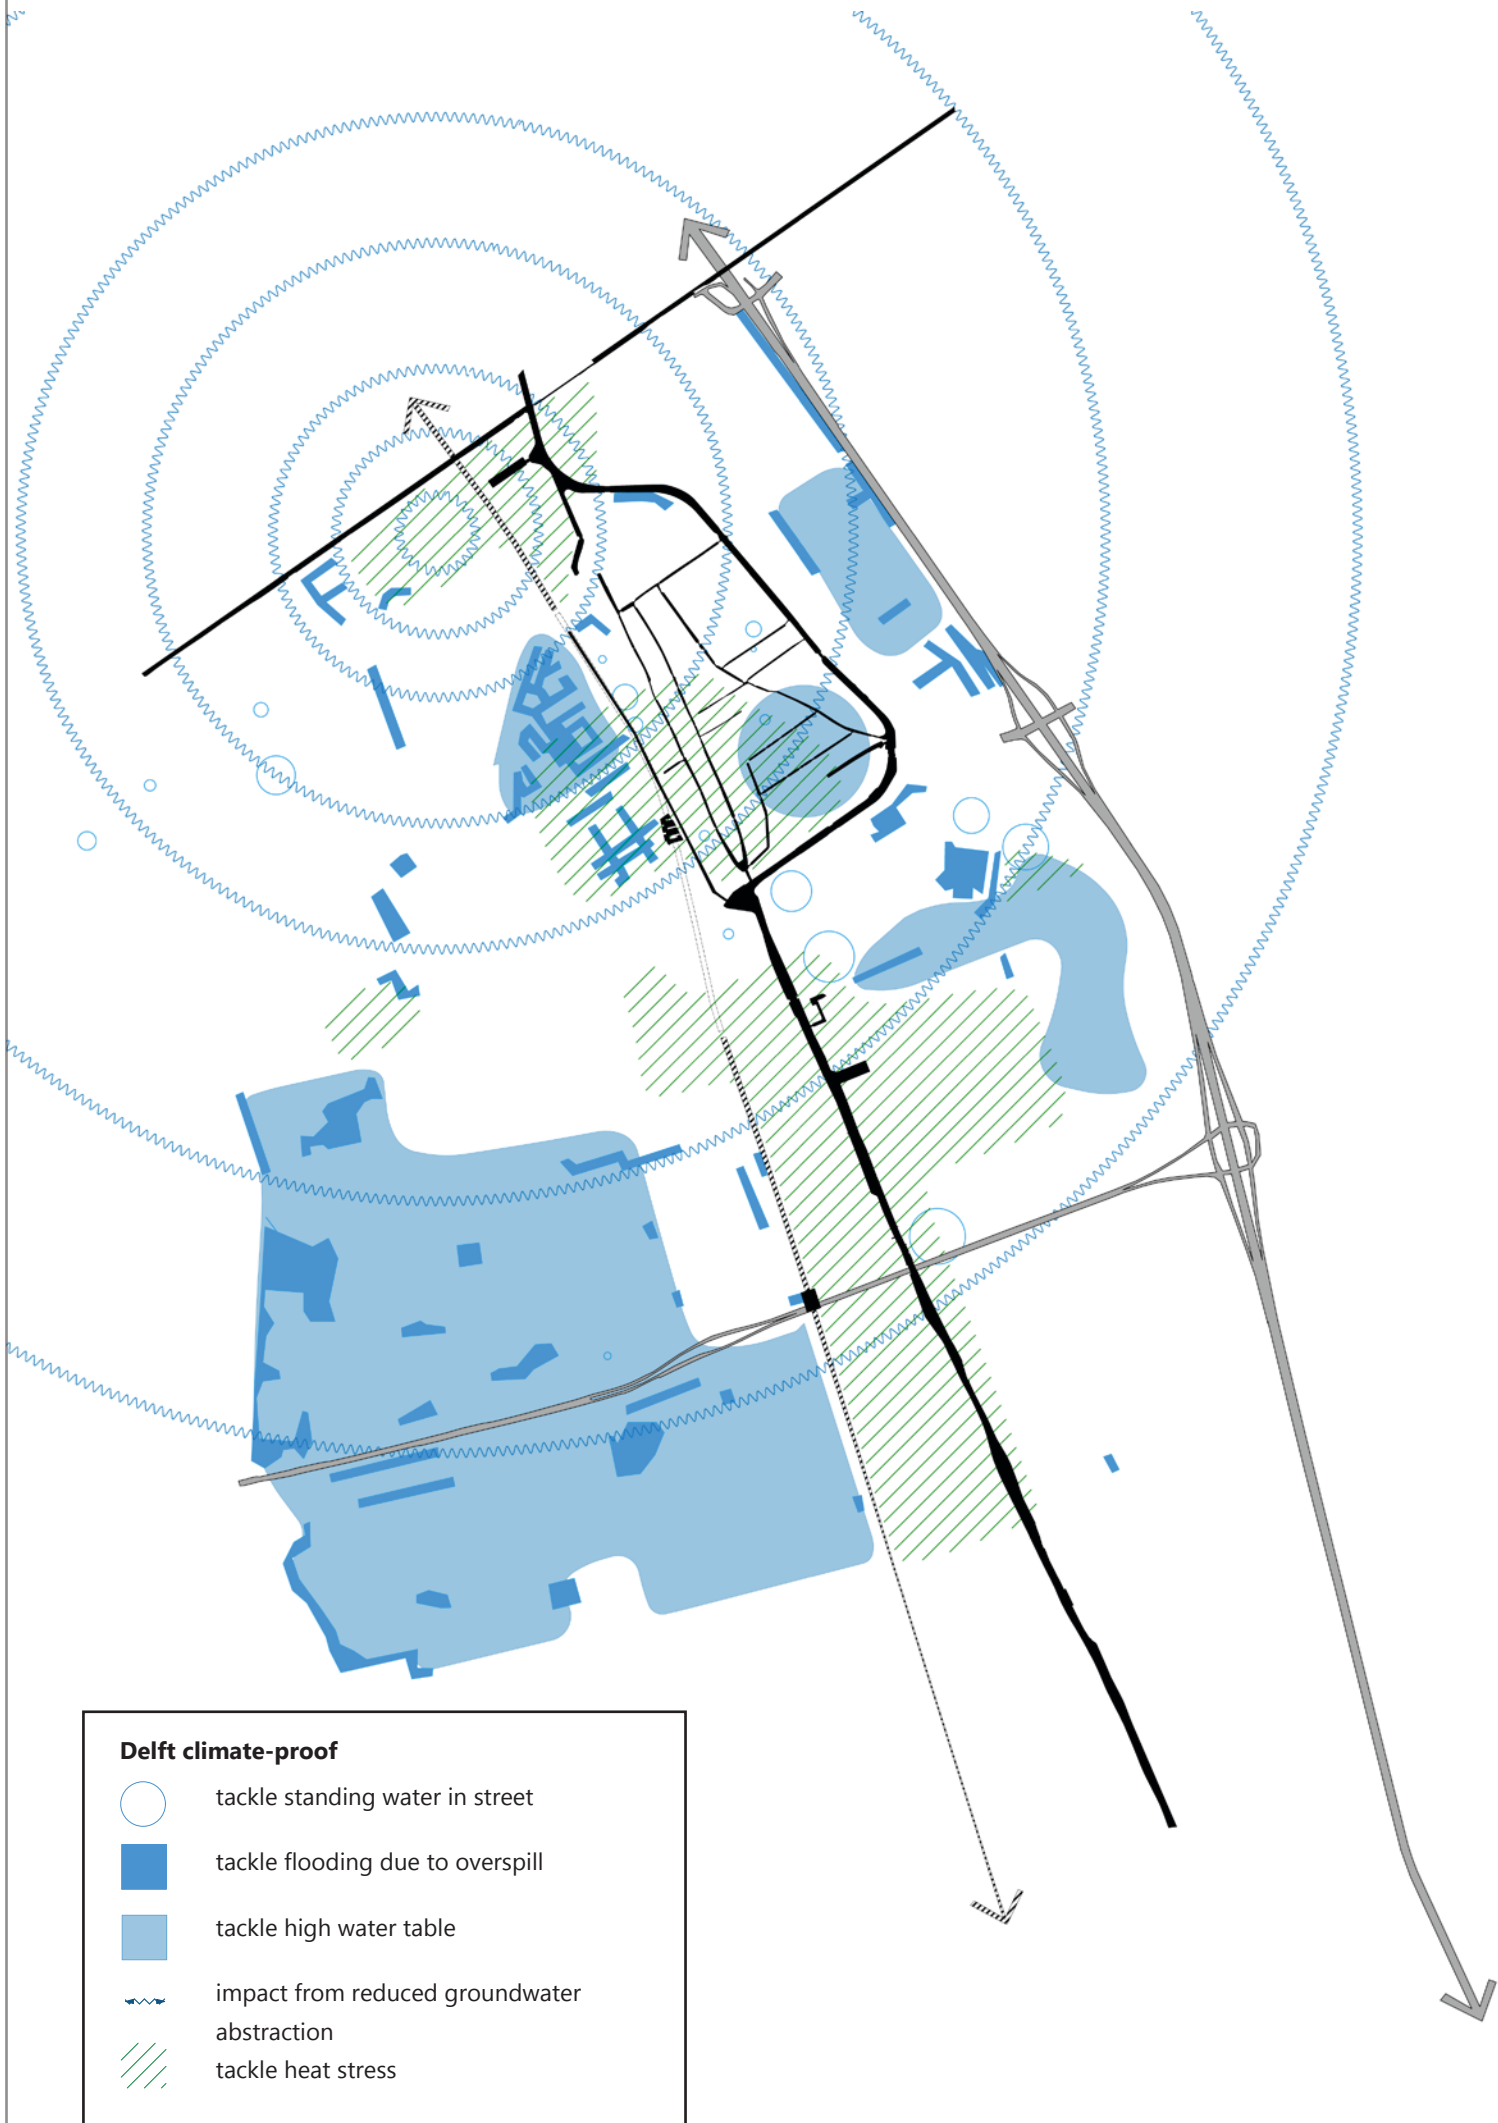 Delft climate-proof
tackle standing water in street
tackle flooding due to overspill
tackle high water table
impact from reduced groundwater
abstraction
tackle heat stress